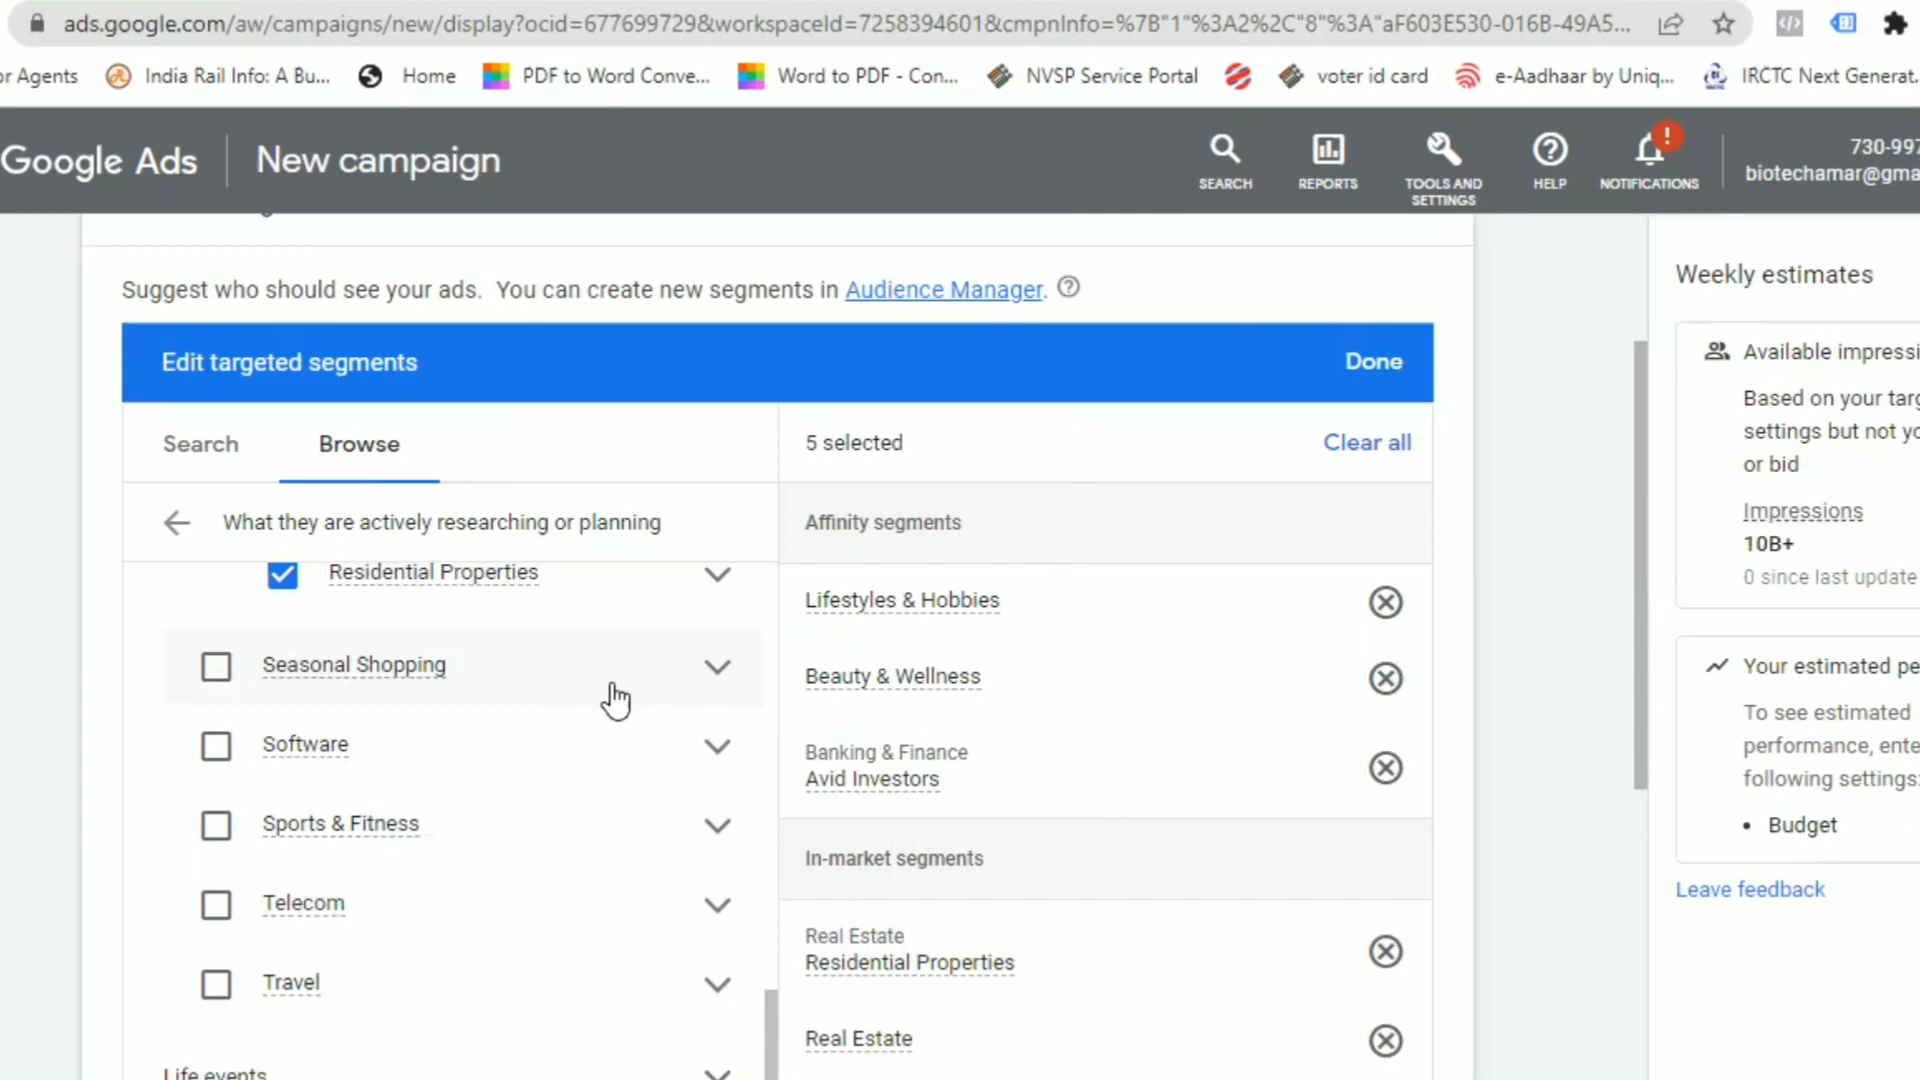 ads.google.com/aw/campaigns/new/display?ocid=677699729&workspaceId=7258394601&cmpnInfo=%7B"1"%3A2%2C"8"%3A"aF603E530-016B-49A5...
or Agents India Rail Info: A Bu... Home PDF to Word Conve... Word to PDF - Con... NVSP Service Portal voter id card e-Aadhaar by Uniq... IRCTC Next Generat.
Google Ads New campaign
SEARCH REPORTS TOOLS AND SETTINGS HELP NOTIFICATIONS
730-997
biotechamar@gma
Suggest who should see your ads. You can create new segments in Audience Manager.
Edit targeted segments Done
Search Browse
5 selected Clear all
What they are actively researching or planning
Residential Properties
Seasonal Shopping
Software
Sports & Fitness
Telecom
Travel
Life events
Affinity segments
Lifestyles & Hobbies
Beauty & Wellness
Banking & Finance
Avid Investors
In-market segments
Real Estate
Residential Properties
Real Estate
Weekly estimates
Available impressi
Based on your targ
settings but not yo
or bid
Impressions
10B+
0 since last update
Your estimated pe
To see estimated
performance, ente
following settings:
• Budget
Leave feedback